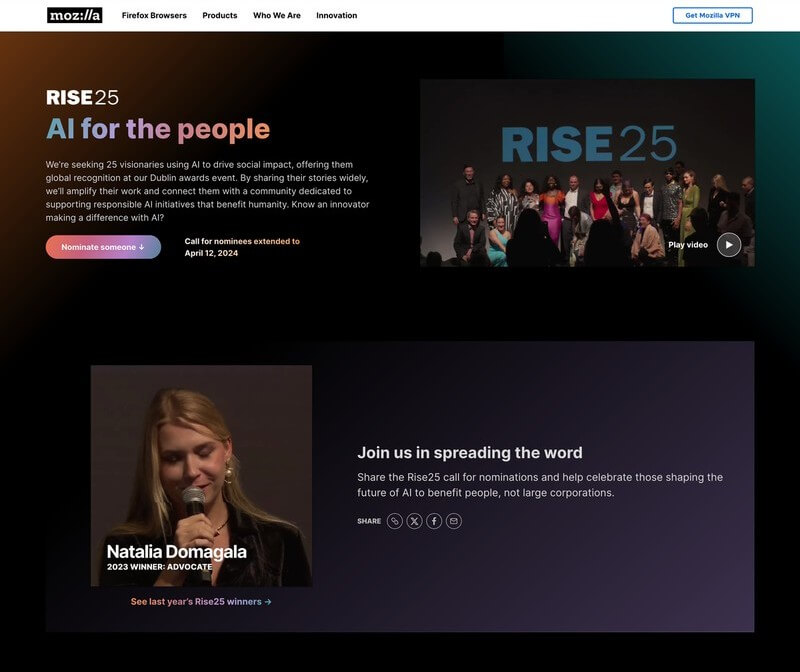 moz://a
Firefox Browsers
Products
Who We Are
Innovation
Get Mozilla VPN
RISE25
AI for the people
We're seeking 25 visionaries using AI to drive social impact, offering them
global recognition at our Dublin awards event. By sharing their stories widely,
we'll amplify their work and connect them with a community dedicated to
supporting responsible AI initiatives that benefit humanity. Know an innovator
making a difference with AI?
Nominate someone ↓
Call for nominees extended to
April 12, 2024
RISE25
Play video
Natalia Domagala
2023 WINNER: ADVOCATE
See last year's Rise25 winners →
Join us in spreading the word
Share the Rise25 call for nominations and help celebrate those shaping the
future of AI to benefit people, not large corporations.
SHARE